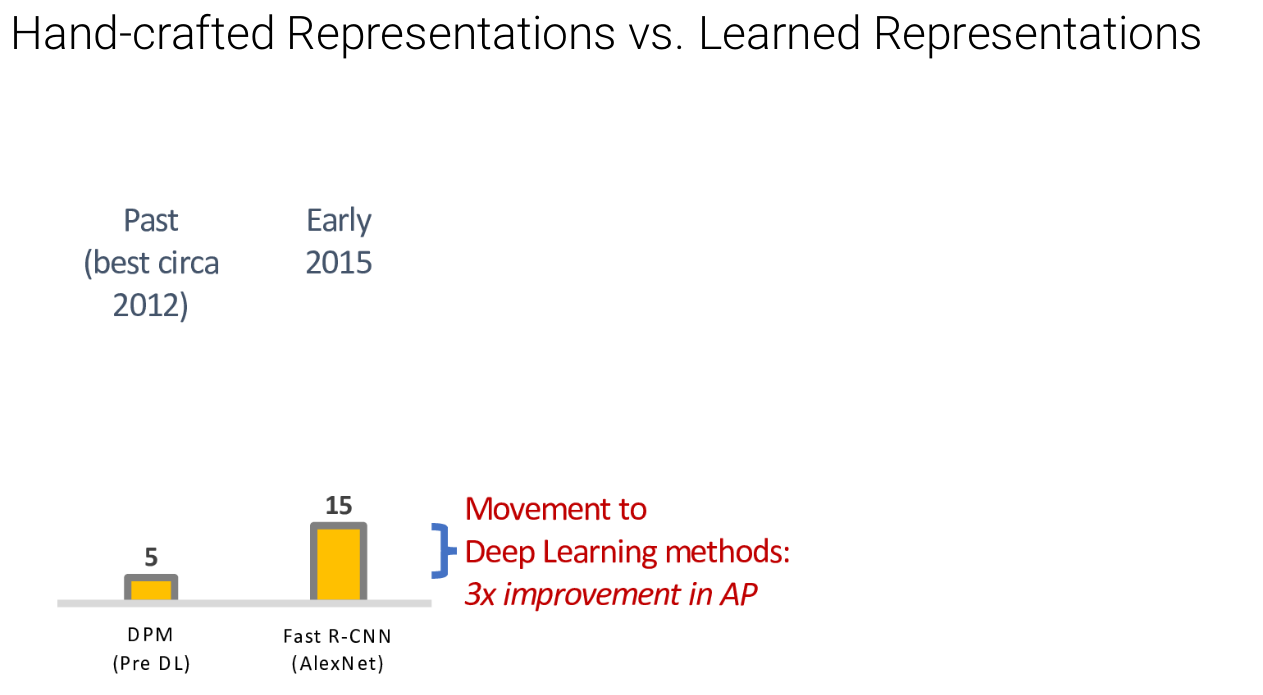 Hand-crafted Representations vs. Learned Representations
Past
(best circa
2012)
Early
2015
5
15
Movement to
Deep Learning methods:
3x improvement in AP
DPM
(Pre DL)
Fast R-CNN
(AlexNet)